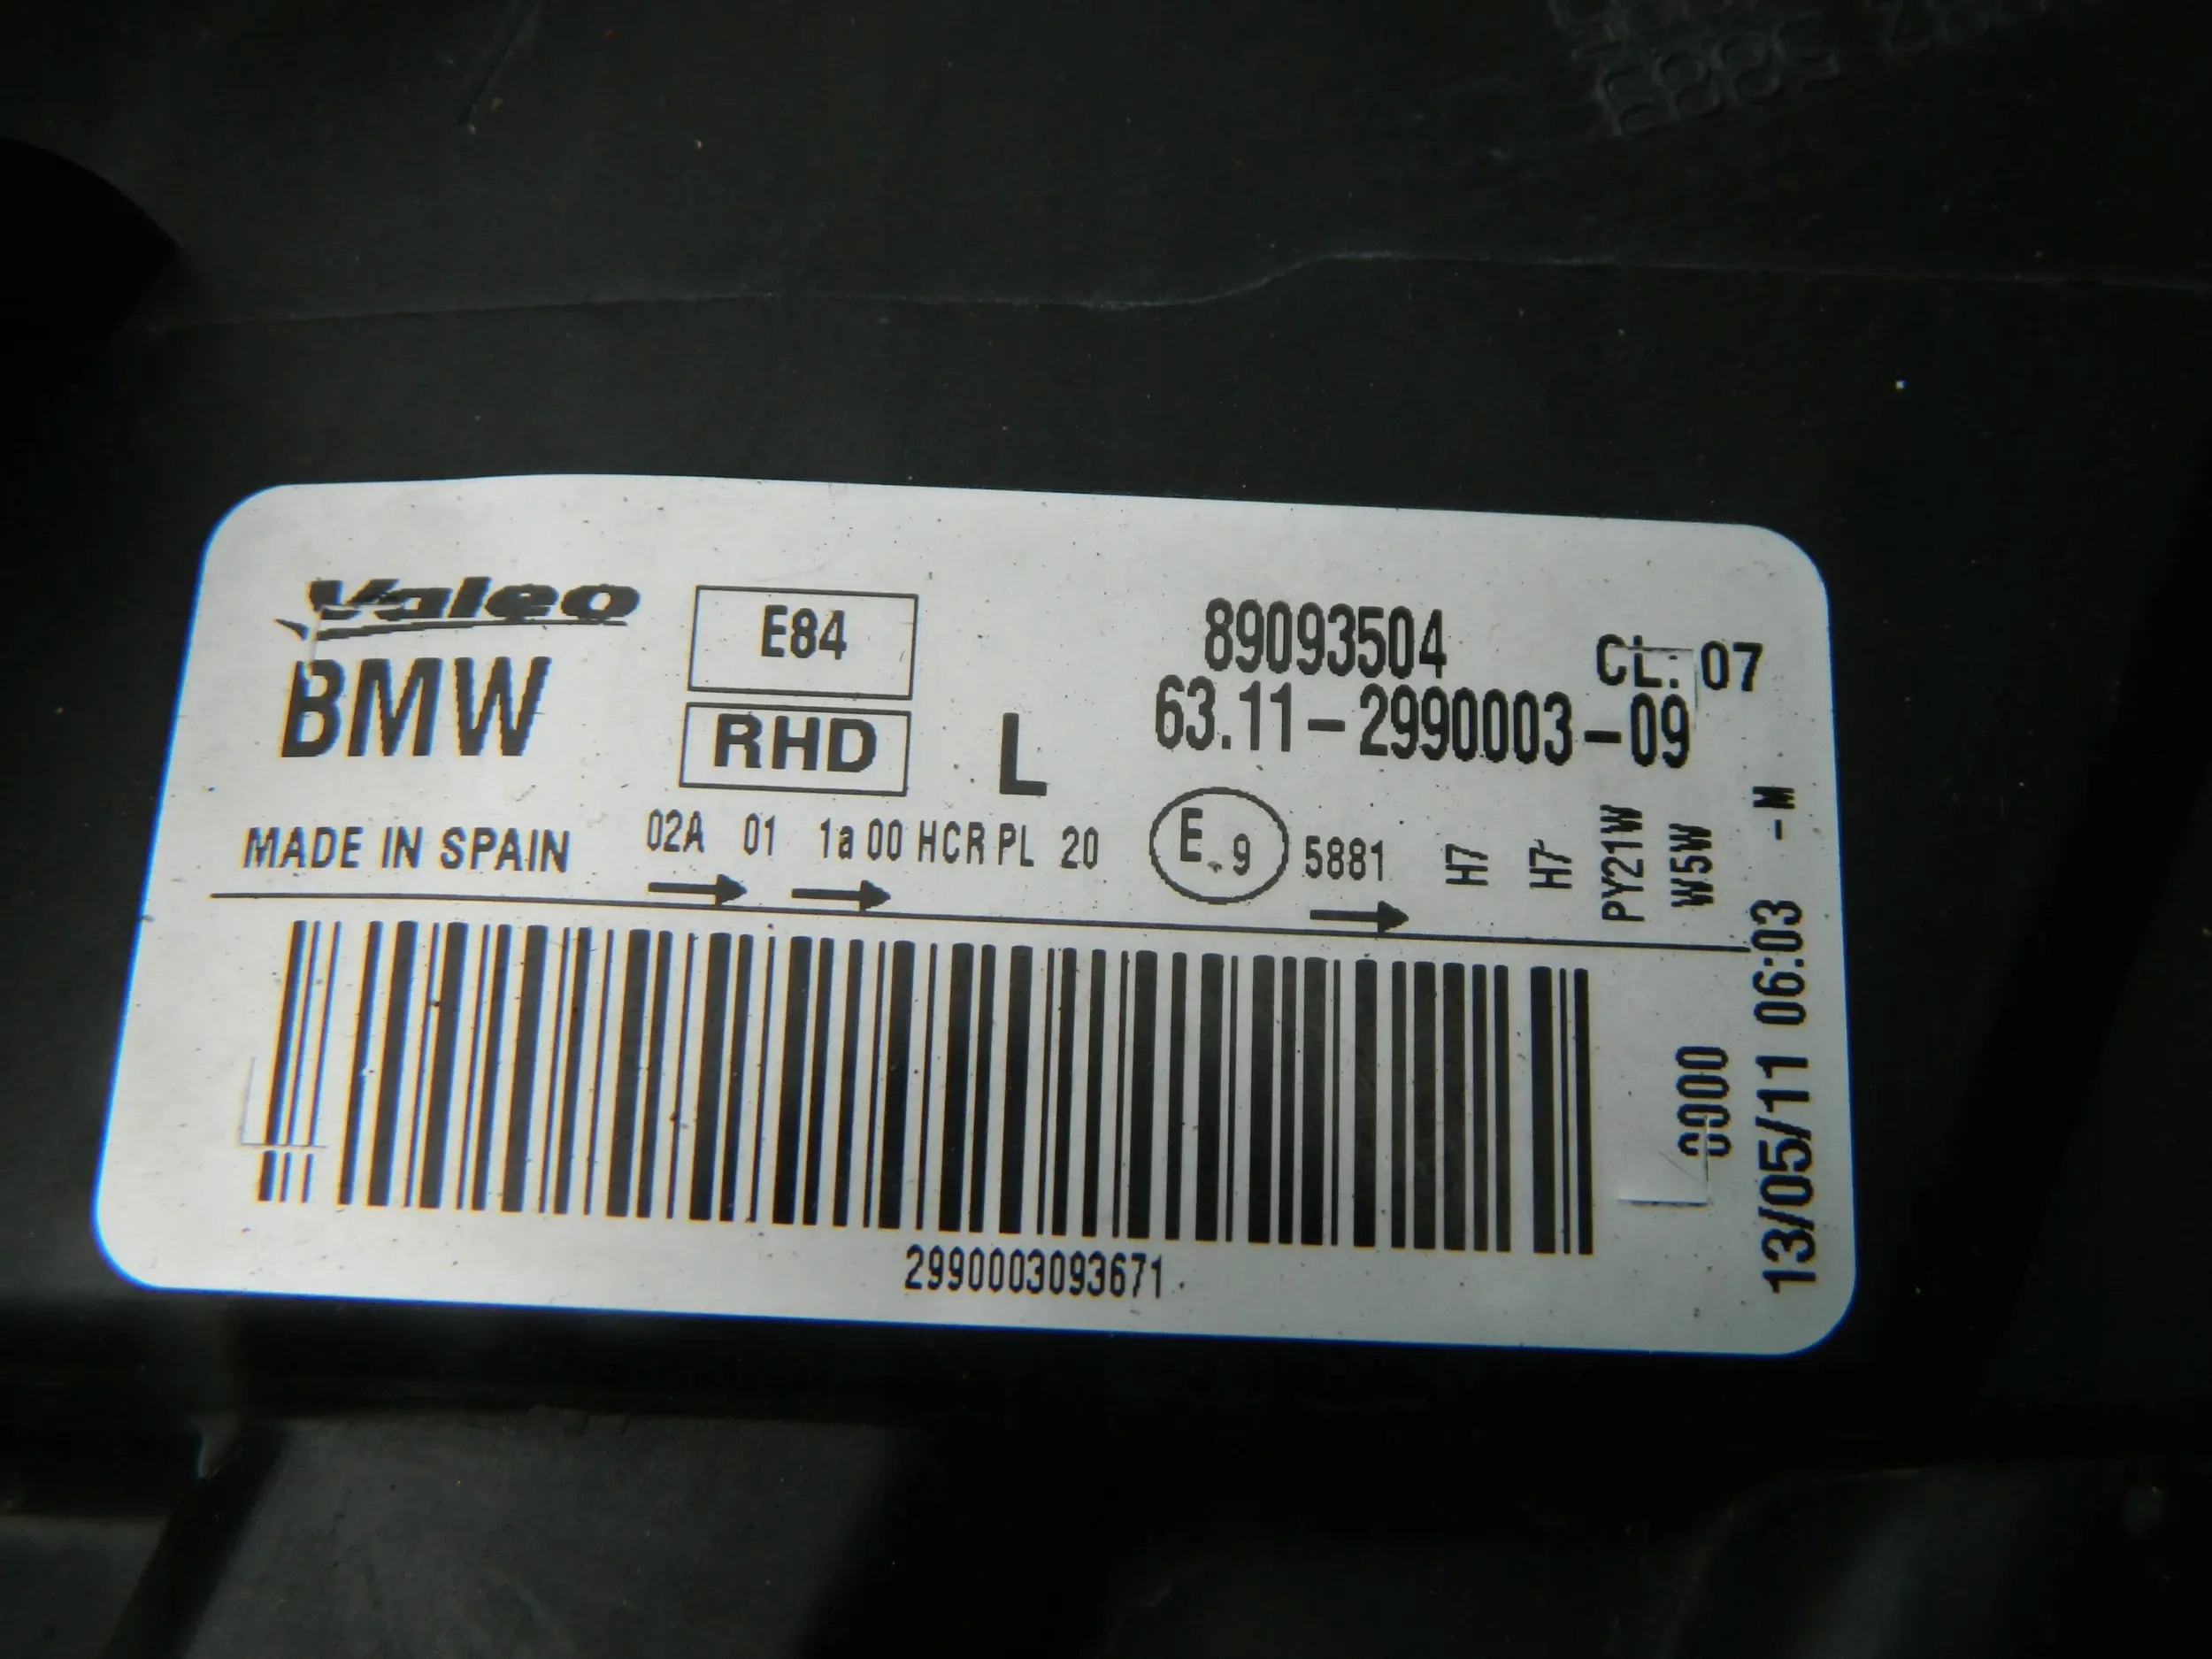 Valeo
BMW
E84
RHD
L
89093504
CL: 07
63.11-2990003-09
MADE IN SPAIN
02A 01 1a 00 HCR PL 20
E 9
5881
H7
H7
PY21W
W5W
13/05/11 06:03 -M
0000
2990003093671